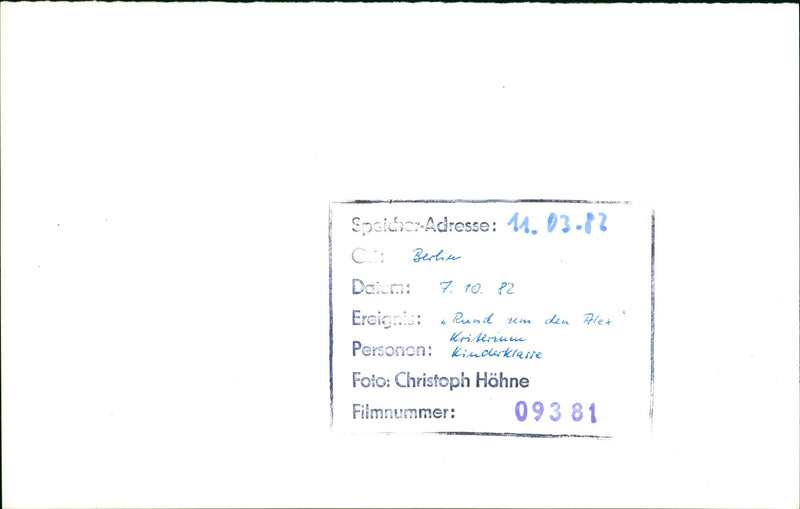 Speicher-Adresse: 11.03.82
Ort: Berlin
Datum: 7. 10. 82
Ereignis: „Rund um den Alex"
Kriterium
Personen: Kinderklasse
Foto: Christoph Höhne
Filmnummer: 09381